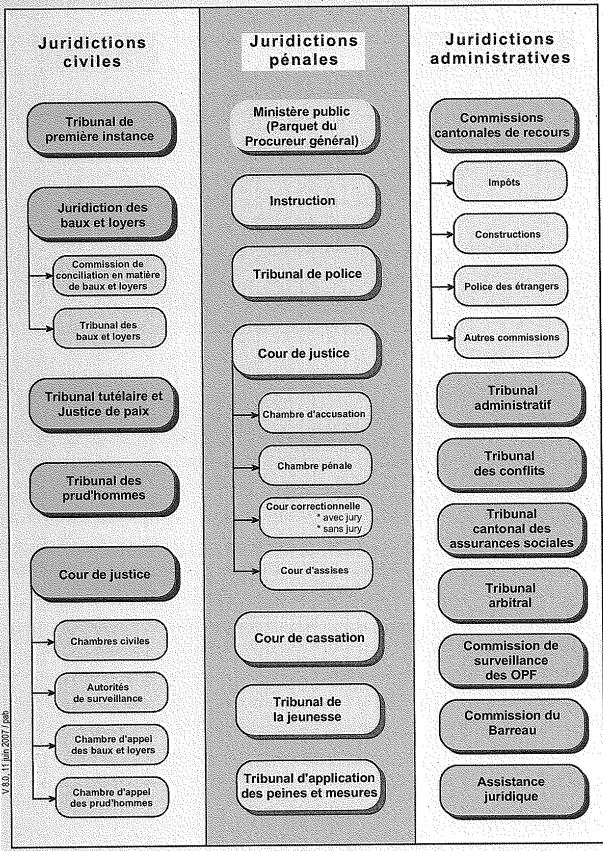 Juridictions
civiles
Tribunal de
première instance
Juridiction des
baux et loyers
Commission de
conciliation en matière
de baux et loyers
Tribunal des
baux et loyers
Tribunal tutélaire et
Justice de paix
Tribunal des
prud'hommes
Cour de justice
Chambres civiles
Autorités
de surveillance
Chambre d'appel
des baux et loyers
Chambre d'appel
des prud'hommes
Juridictions
pénales
Ministère public
(Parquet du
Procureur général)
Instruction
Tribunal de police
Cour de justice
Chambre d'accusation
Chambre pénale
Cour correctionnelle
* avec jury
* sans jury
Cour d'assises
Cour de cassation
Tribunal de
la jeunesse
Tribunal d'application
des peines et mesures
Juridictions
administratives
Commissions
cantonales de recours
Impôts
Constructions
Police des étrangers
Autres commissions
Tribunal
administratif
Tribunal
des conflits
Tribunal
cantonal des
assurances sociales
Tribunal
arbitral
Commission de
surveillance
des OPF
Commission du
Barreau
Assistance
juridique
V 8.0, 11 juin 2007 / pab